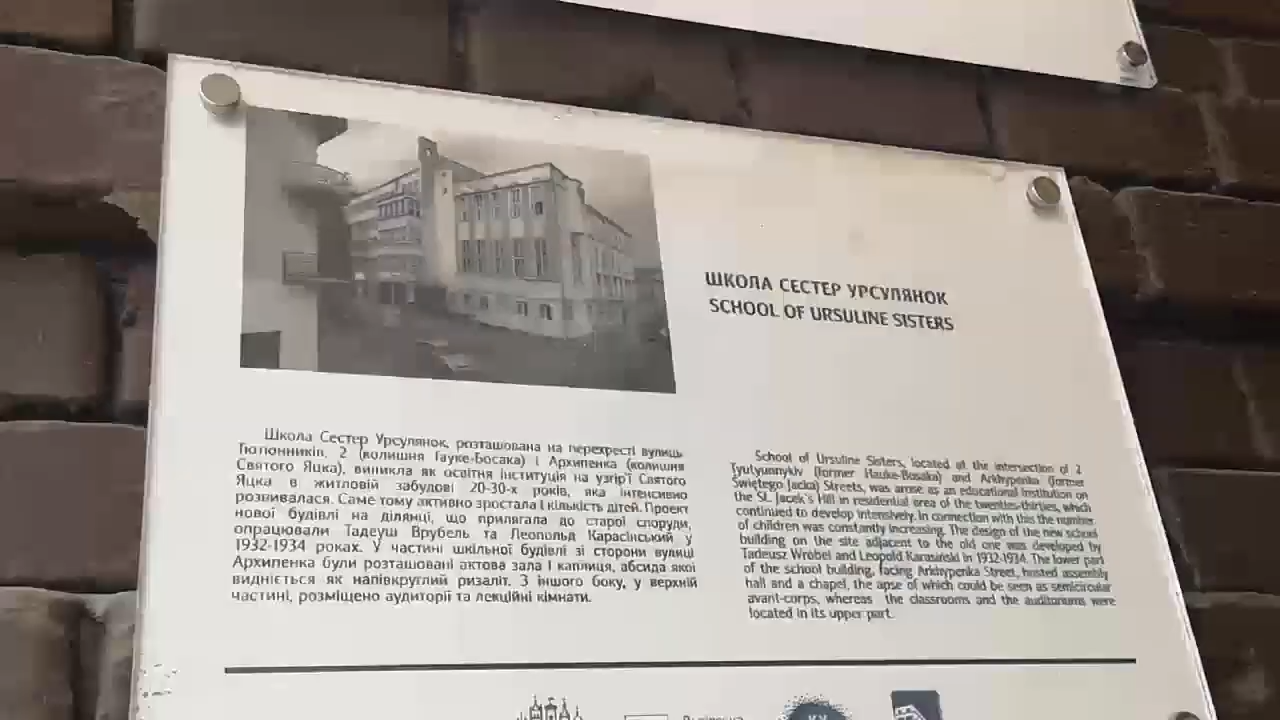 ШКОЛА СЕСТЕР УРСУЛЯНОК
SCHOOL OF URSULINE SISTERS
Школа Сестер Урсулянок, розташована на перехресті вулиць
Тютюнників, 2 (колишня Гауке-Босака) і Архипенка (колишня
Святого Яцка), виникла як освітня інституція на узгір'ї Святого
Яцка в житловій забудові 20-30-х років, яка інтенсивно
розвивалася. Саме тому активно зростала і кількість дітей. Проект
нової будівлі на ділянці, що прилягала до старої споруди,
опрацювали Тадеуш Врубель та Леопольд Карасінський у
1932-1934 роках. У частині шкільної будівлі зі сторони вулиці
Архипенка були розташовані актова зала і каплиця, абсида якої
видніється як напівкруглий ризаліт. З іншого боку, у верхній
частині, розміщено аудиторії та лекційні кімнати.
School of Ursuline Sisters, located at the intersection of 2
Tyutyunnykiv (former Hauke-Bosaka) and Arkhypenka (former
Świętego Jacka) Streets, was arose as an educational institution on
the St. Jacek's Hill in residential area of the twenties-thirties, which
continued to develop intensively. In connection with this the number
of children was constantly increasing. The design of the new school
building on the site adjacent to the old one was developed by
Tadeusz Wróbel and Leopold Karasiński in 1932-1934. The lower part
of the school building, facing Arkhypenka Street, hosted assembly
hall and a chapel, the apse of which could be seen as semicircular
avant-corps, whereas the classrooms and the auditoriums were
located in its upper part.